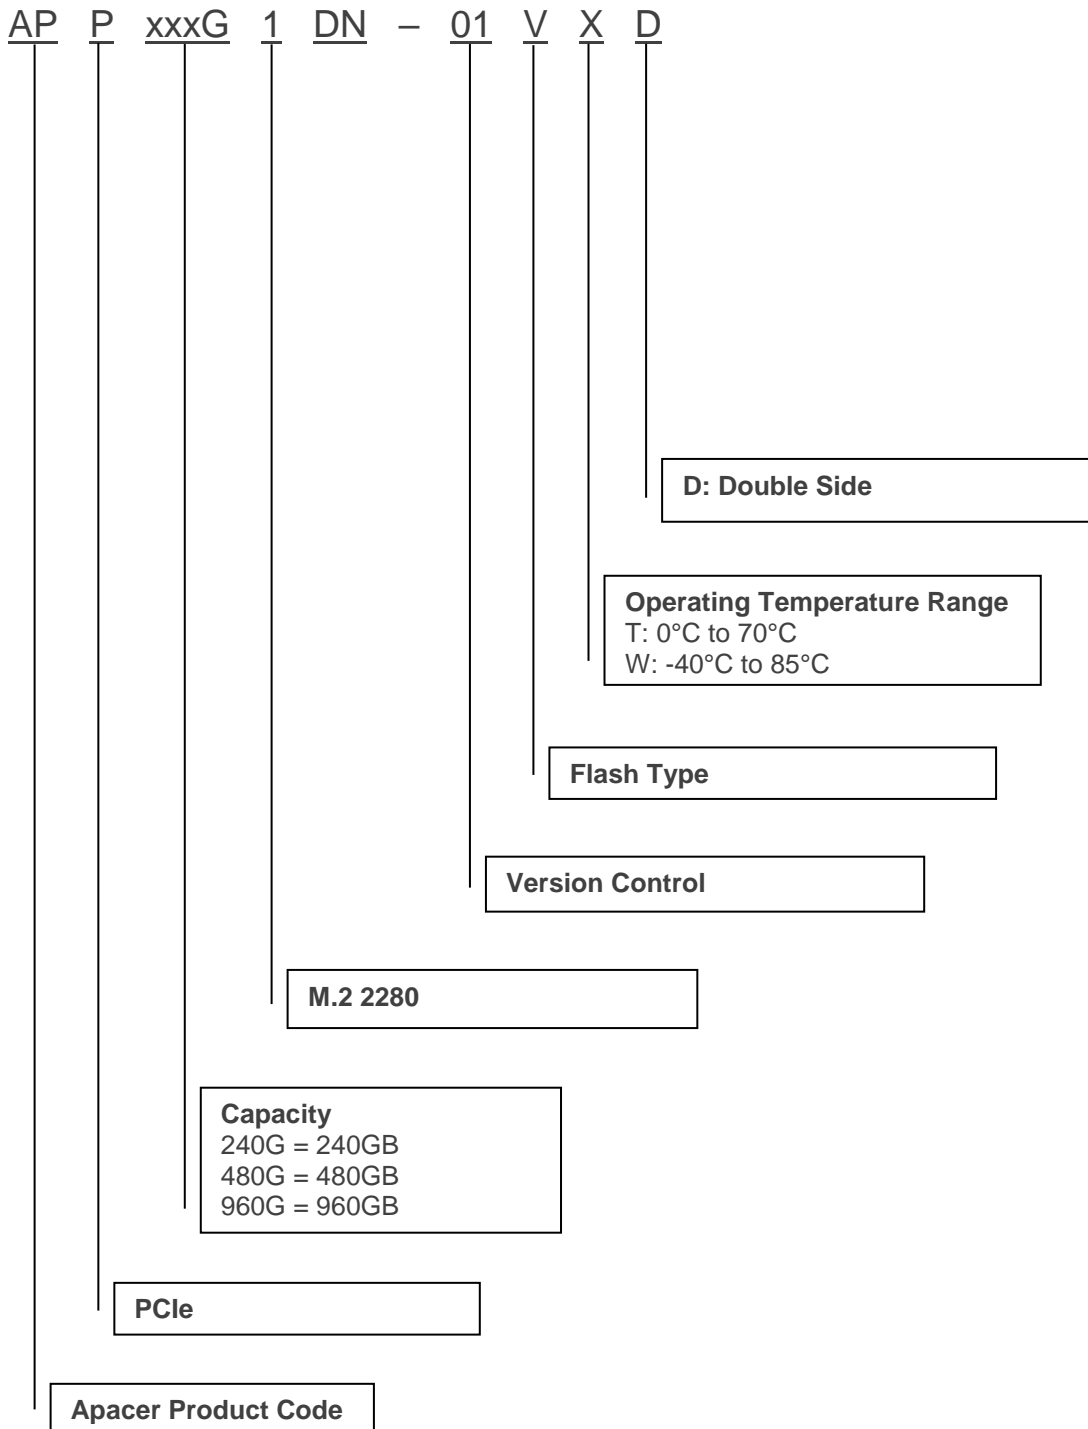 AP P xxxG 1 DN – 01 V X D
D: Double Side
Operating Temperature Range
T: 0°C to 70°C
W: -40°C to 85°C
Flash Type
Version Control
M.2 2280
Capacity
240G = 240GB
480G = 480GB
960G = 960GB
PCIe
Apacer Product Code